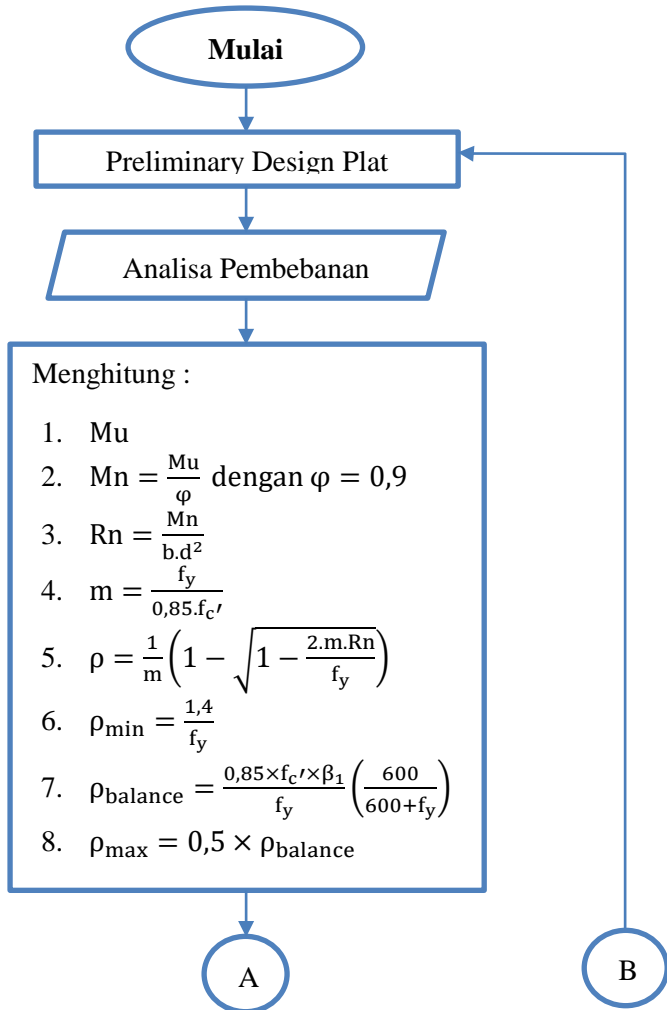 Mulai
Preliminary Design Plat
Analisa Pembebanan
Menghitung :
1. Mu
2. Mn = Mu/φ dengan φ = 0,9
3. Rn = Mn/b.d²
4. m = f_y/0,85.f_c′
5. ρ = 1/m (1 − √(1 − 2.m.Rn/f_y))
6. ρ_min = 1,4/f_y
7. ρ_balance = 0,85×f_c′×β₁/f_y (600/600+f_y)
8. ρ_max = 0,5 × ρ_balance
A
B